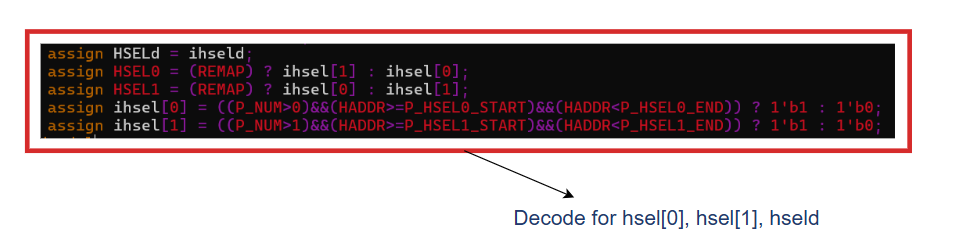 assign HSELd = ihseld;
assign HSEL0 = (REMAP) ? ihsel[1] : ihsel[0];
assign HSEL1 = (REMAP) ? ihsel[0] : ihsel[1];
assign ihsel[0] = ((P_NUM>0)&&(HADDR>=P_HSEL0_START)&&(HADDR<P_HSEL0_END)) ? 1'b1 : 1'b0;
assign ihsel[1] = ((P_NUM>1)&&(HADDR>=P_HSEL1_START)&&(HADDR<P_HSEL1_END)) ? 1'b1 : 1'b0;
Decode for hsel[0], hsel[1], hseld